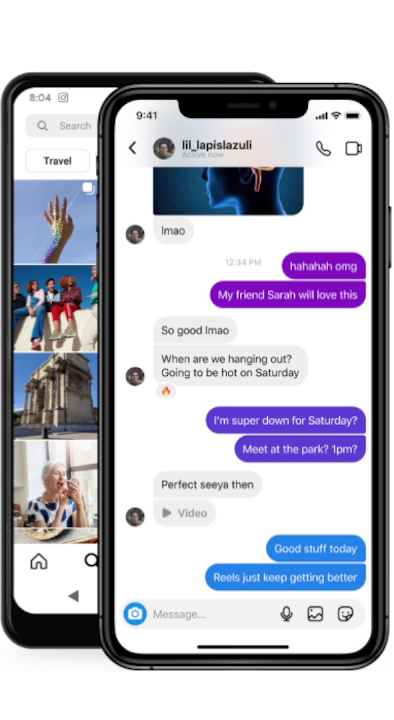 8:04
Search
Travel
9:41
lil_lapislazuli
Active now
lmao
12:34 PM
hahahah omg
My friend Sarah will love this
So good lmao
When are we hanging out?
Going to be hot on Saturday
I'm super down for Saturday?
Meet at the park? 1pm?
Perfect seeya then
Video
Good stuff today
Reels just keep getting better
Message...